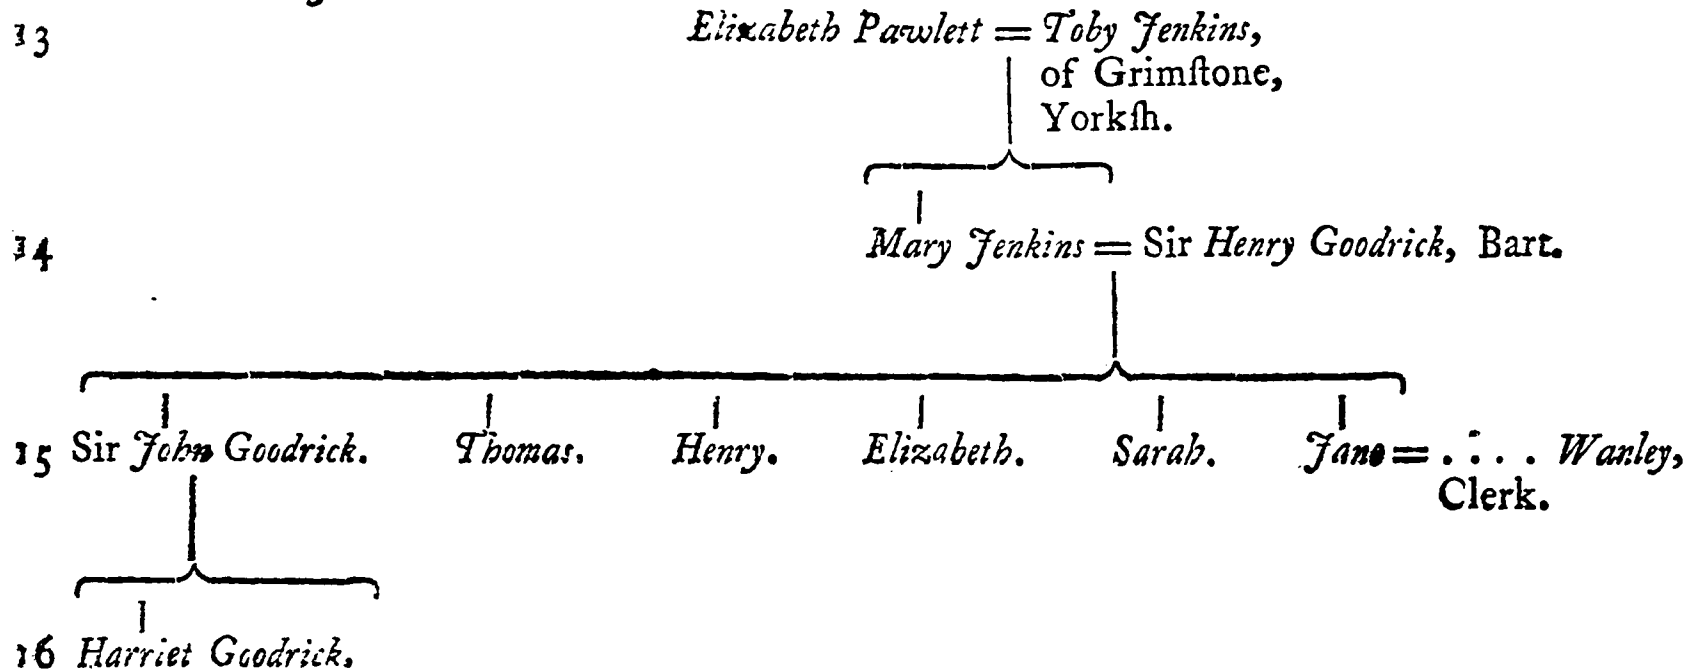 13 Elizabeth Pawlett = Toby Jenkins,
of Grimſtone,
Yorkſh.
14 Mary Jenkins = Sir Henry Goodrick, Bart.
15 Sir John Goodrick. Thomas. Henry. Elizabeth. Sarah. Jane = .... Wanley,
Clerk.
16 Harriet Goodrick.